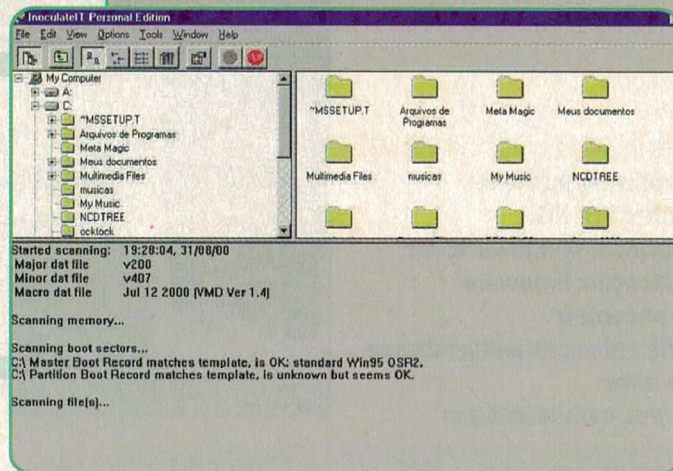 InoculateIT Personal Edition
File Edit View Options Tools Window Help
My Computer
A:
C:
~MSSETUP.T
Arquivos de Programas
Meta Magic
Meus documentos
Multimedia Files
musicas
My Music
NCDTREE
ocklock
~MSSETUP.T
Arquivos de Programas
Meta Magic
Meus documentos
Multimedia Files
musicas
My Music
NCDTREE
Started scanning: 19:28:04, 31/08/00
Major dat file v200
Minor dat file v407
Macro dat file Jul 12 2000 (VMD Ver 1.4)
Scanning memory...
Scanning boot sectors...
C:\ Master Boot Record matches template, is OK: standard Win95 OSR2.
C:\ Partition Boot Record matches template, is unknown but seems OK.
Scanning file(s)...